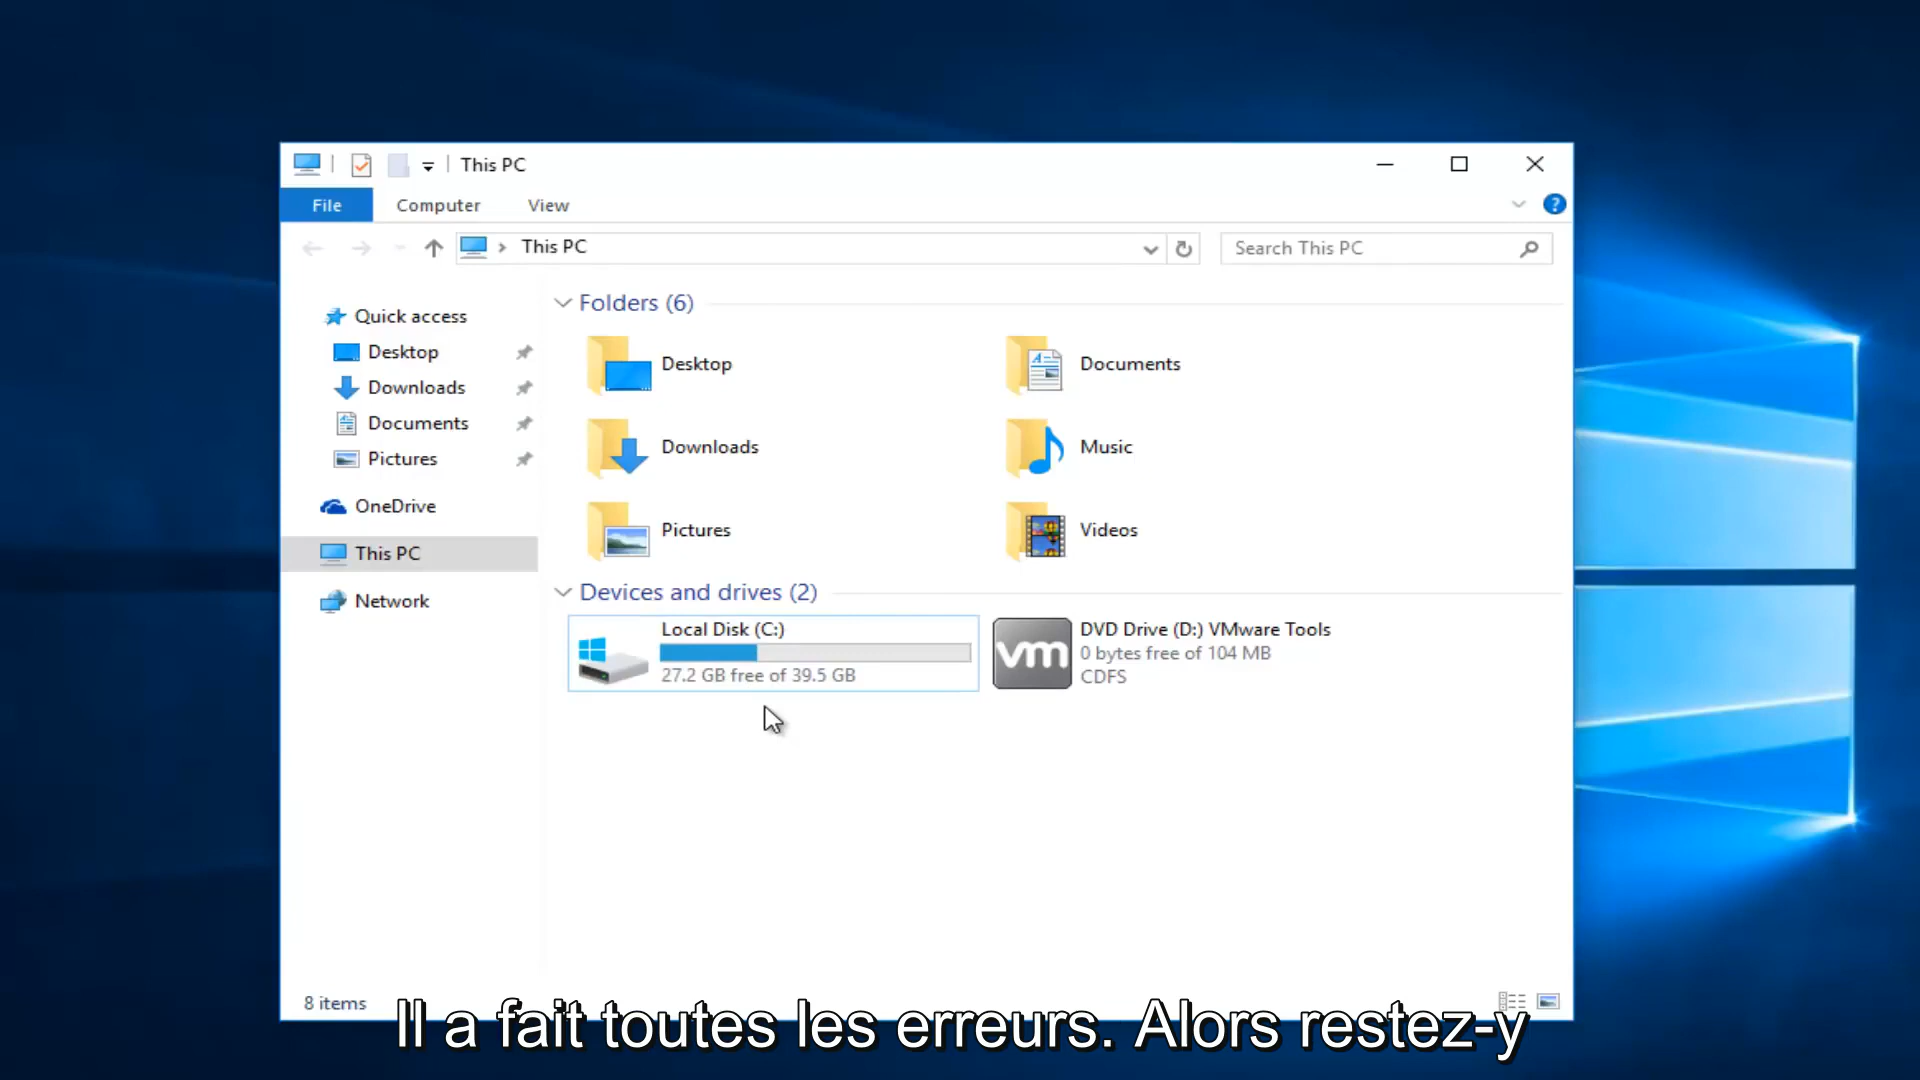 This PC
File Computer View
This PC
Search This PC
Quick access
Desktop
Downloads
Documents
Pictures
OneDrive
This PC
Network
Folders (6)
Desktop
Documents
Downloads
Music
Pictures
Videos
Devices and drives (2)
Local Disk (C:)
27.2 GB free of 39.5 GB
vm
DVD Drive (D:) VMware Tools
0 bytes free of 104 MB
CDFS
8 items
Il a fait toutes les erreurs. Alors restez-y